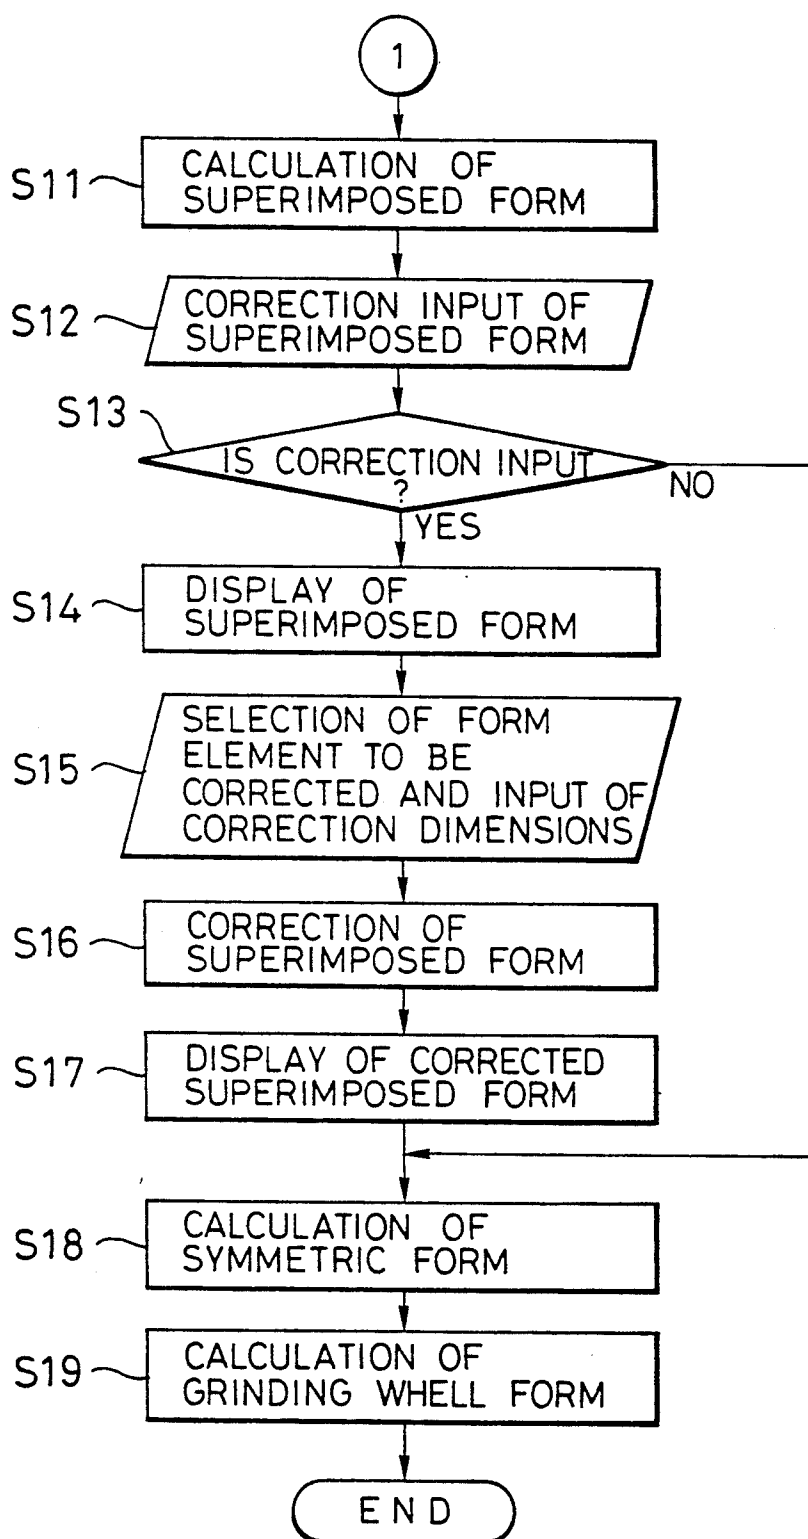 1
S11
CALCULATION OF
SUPERIMPOSED FORM
S12
CORRECTION INPUT OF
SUPERIMPOSED FORM
S13
IS CORRECTION INPUT
?
NO
YES
S14
DISPLAY OF
SUPERIMPOSED FORM
S15
SELECTION OF FORM
ELEMENT TO BE
CORRECTED AND INPUT OF
CORRECTION DIMENSIONS
S16
CORRECTION OF
SUPERIMPOSED FORM
S17
DISPLAY OF CORRECTED
SUPERIMPOSED FORM
S18
CALCULATION OF
SYMMETRIC FORM
S19
CALCULATION OF
GRINDING WHELL FORM
END